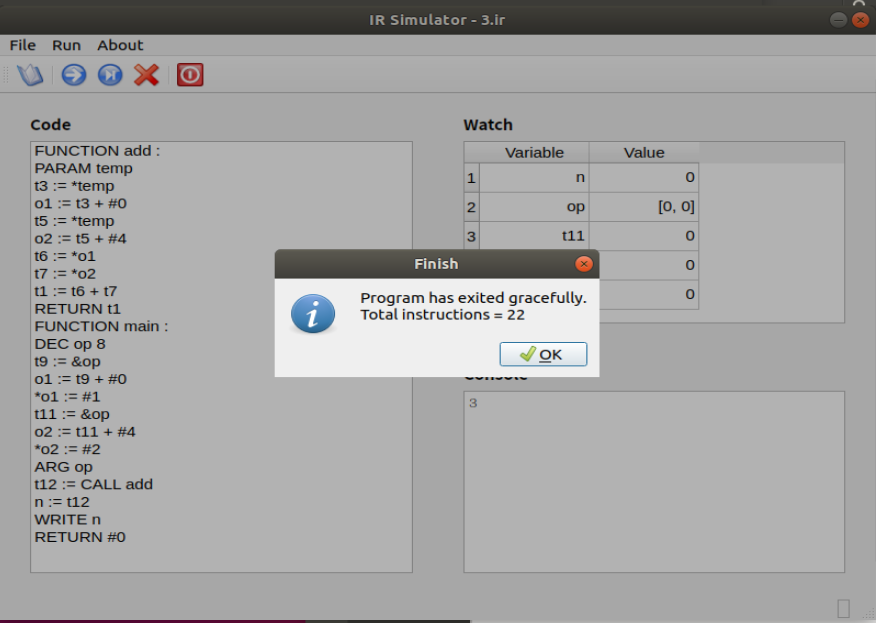 IR Simulator - 3.ir
File Run About
Code
FUNCTION add :
PARAM temp
t3 := *temp
o1 := t3 + #0
t5 := *temp
o2 := t5 + #4
t6 := *o1
t7 := *o2
t1 := t6 + t7
RETURN t1
FUNCTION main :
DEC op 8
t9 := &op
o1 := t9 + #0
*o1 := #1
t11 := &op
o2 := t11 + #4
*o2 := #2
ARG op
t12 := CALL add
n := t12
WRITE n
RETURN #0
Watch
Variable Value
1 n 0
2 op [0, 0]
3 t11 0
0
0
Finish
Program has exited gracefully.
Total instructions = 22
OK
Console
3